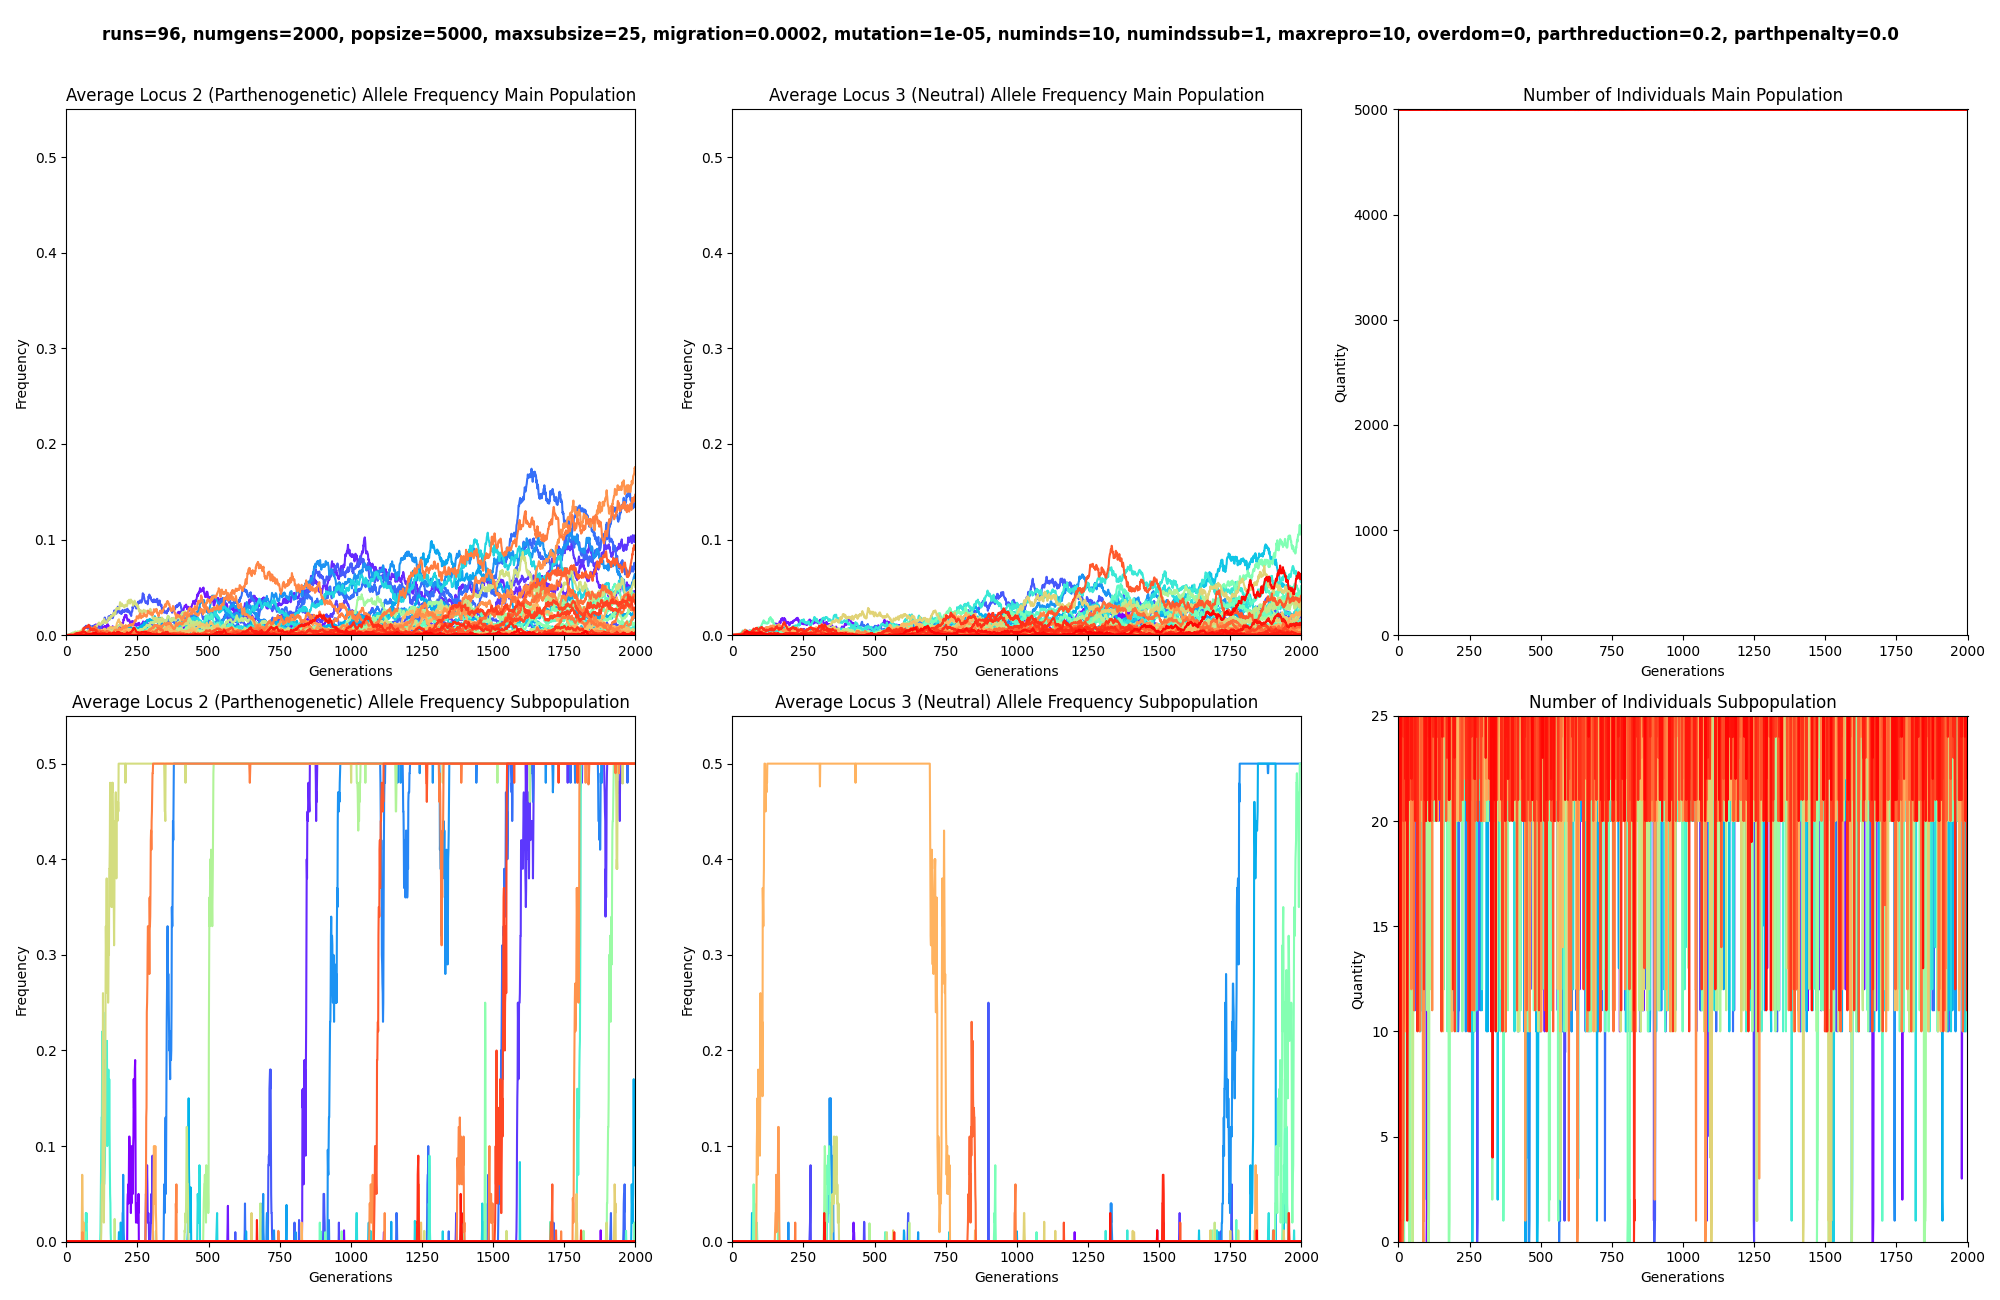 runs=96, numgens=2000, popsize=5000, maxsubsize=25, migration=0.0002, mutation=1e-05, numinds=10, numindssub=1, maxrepro=10, overdom=0, parthreduction=0.2, parthpenalty=0.0
Average Locus 2 (Parthenogenetic) Allele Frequency Main Population
Frequency
0.5
0.4
0.3
0.2
0.1
0.0
0 250 500 750 1000 1250 1500 1750 2000
Generations
Average Locus 3 (Neutral) Allele Frequency Main Population
Frequency
0.5
0.4
0.3
0.2
0.1
0.0
0 250 500 750 1000 1250 1500 1750 2000
Generations
Number of Individuals Main Population
Quantity
5000
4000
3000
2000
1000
0
0 250 500 750 1000 1250 1500 1750 2000
Generations
Average Locus 2 (Parthenogenetic) Allele Frequency Subpopulation
Frequency
0.5
0.4
0.3
0.2
0.1
0.0
0 250 500 750 1000 1250 1500 1750 2000
Generations
Average Locus 3 (Neutral) Allele Frequency Subpopulation
Frequency
0.5
0.4
0.3
0.2
0.1
0.0
0 250 500 750 1000 1250 1500 1750 2000
Generations
Number of Individuals Subpopulation
Quantity
25
20
15
10
5
0
0 250 500 750 1000 1250 1500 1750 2000
Generations